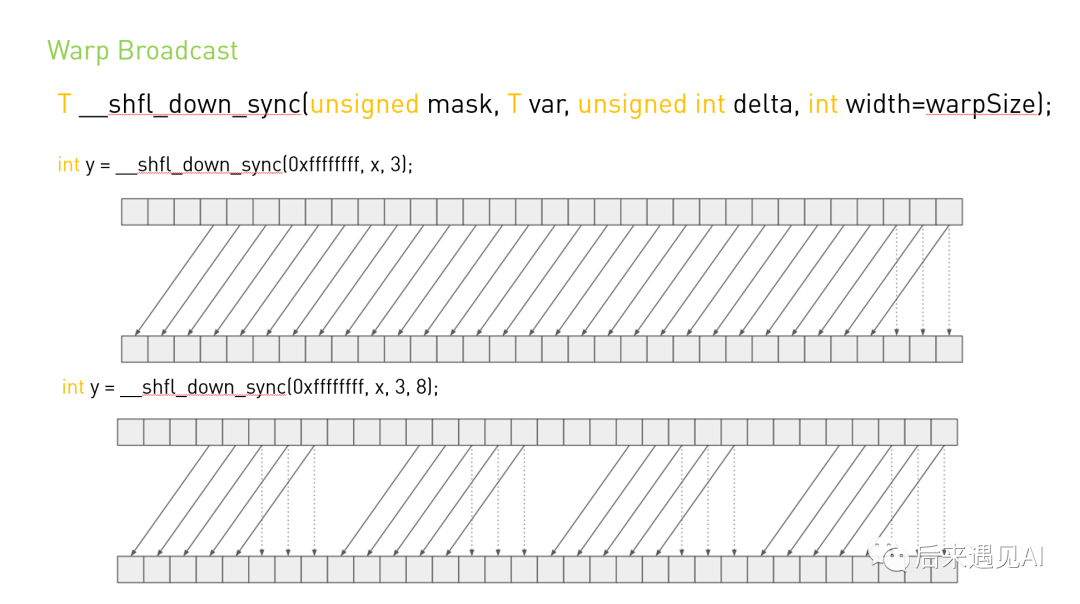 Warp Broadcast
T __shfl_down_sync(unsigned mask, T var, unsigned int delta, int width=warpSize);
int y = __shfl_down_sync(0xffffffff, x, 3);
int y = __shfl_down_sync(0xffffffff, x, 3, 8);
后来遇见AI